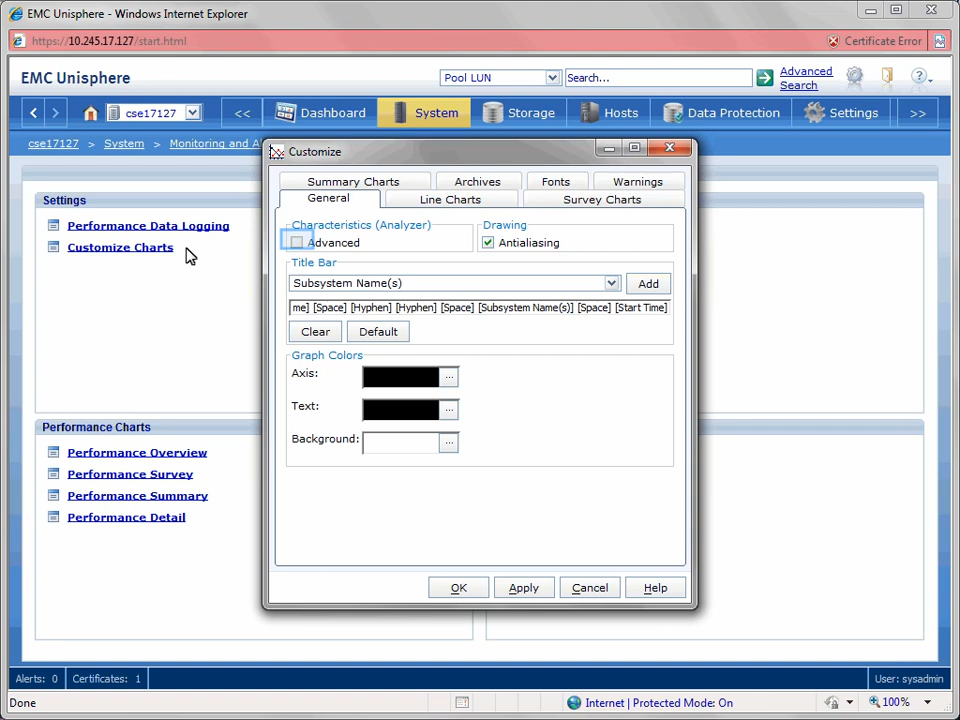 EMC Unisphere - Windows Internet Explorer
https://10.245.17.127/start.html
Certificate Error
EMC Unisphere
Pool LUN
Search...
Advanced Search
?
cse17127
<<
Dashboard
System
Storage
Hosts
Data Protection
Settings
>>
cse17127 > System > Monitoring and A
Customize
Summary Charts
Archives
Fonts
Warnings
General
Line Charts
Survey Charts
Settings
Performance Data Logging
Customize Charts
Characteristics (Analyzer)
Advanced
Drawing
Antialiasing
Title Bar
Subsystem Name(s)
Add
me] [Space] [Hyphen] [Hyphen] [Space] [Subsystem Name(s)] [Space] [Start Time]
Clear
Default
Graph Colors
Axis:
...
Text:
...
Background:
...
Performance Charts
Performance Overview
Performance Survey
Performance Summary
Performance Detail
OK
Apply
Cancel
Help
Alerts: 0
Certificates: 1
User: sysadmin
Done
Internet | Protected Mode: On
100%